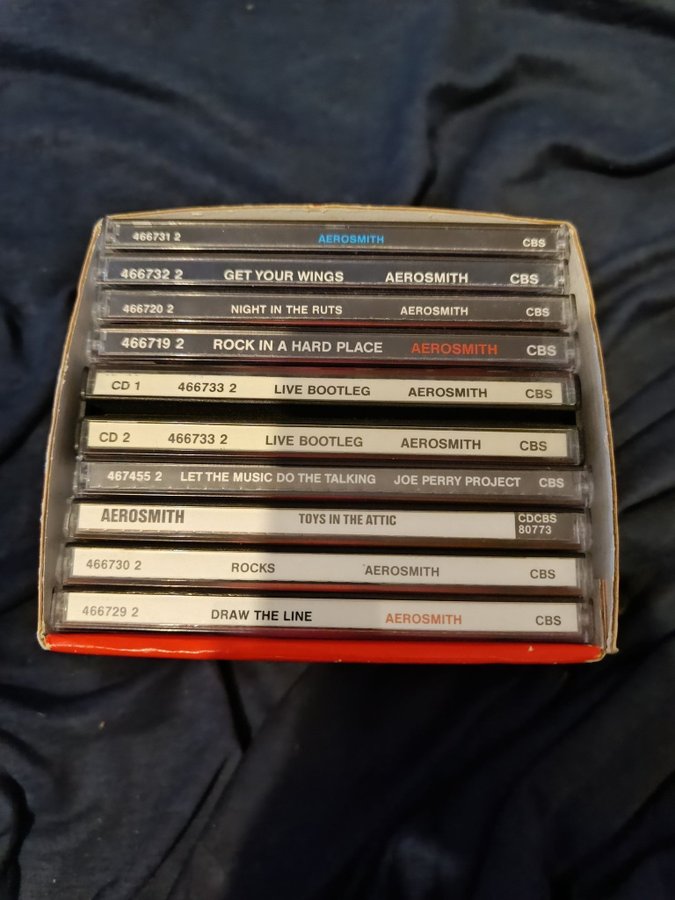 466731 2 AEROSMITH CBS
466732 2 GET YOUR WINGS AEROSMITH CBS
466720 2 NIGHT IN THE RUTS AEROSMITH CBS
466719 2 ROCK IN A HARD PLACE AEROSMITH CBS
CD 1 466733 2 LIVE BOOTLEG AEROSMITH CBS
CD 2 466733 2 LIVE BOOTLEG AEROSMITH CBS
467455 2 LET THE MUSIC DO THE TALKING JOE PERRY PROJECT CBS
AEROSMITH TOYS IN THE ATTIC CDCBS
80773
466730 2 ROCKS AEROSMITH CBS
466729 2 DRAW THE LINE AEROSMITH CBS